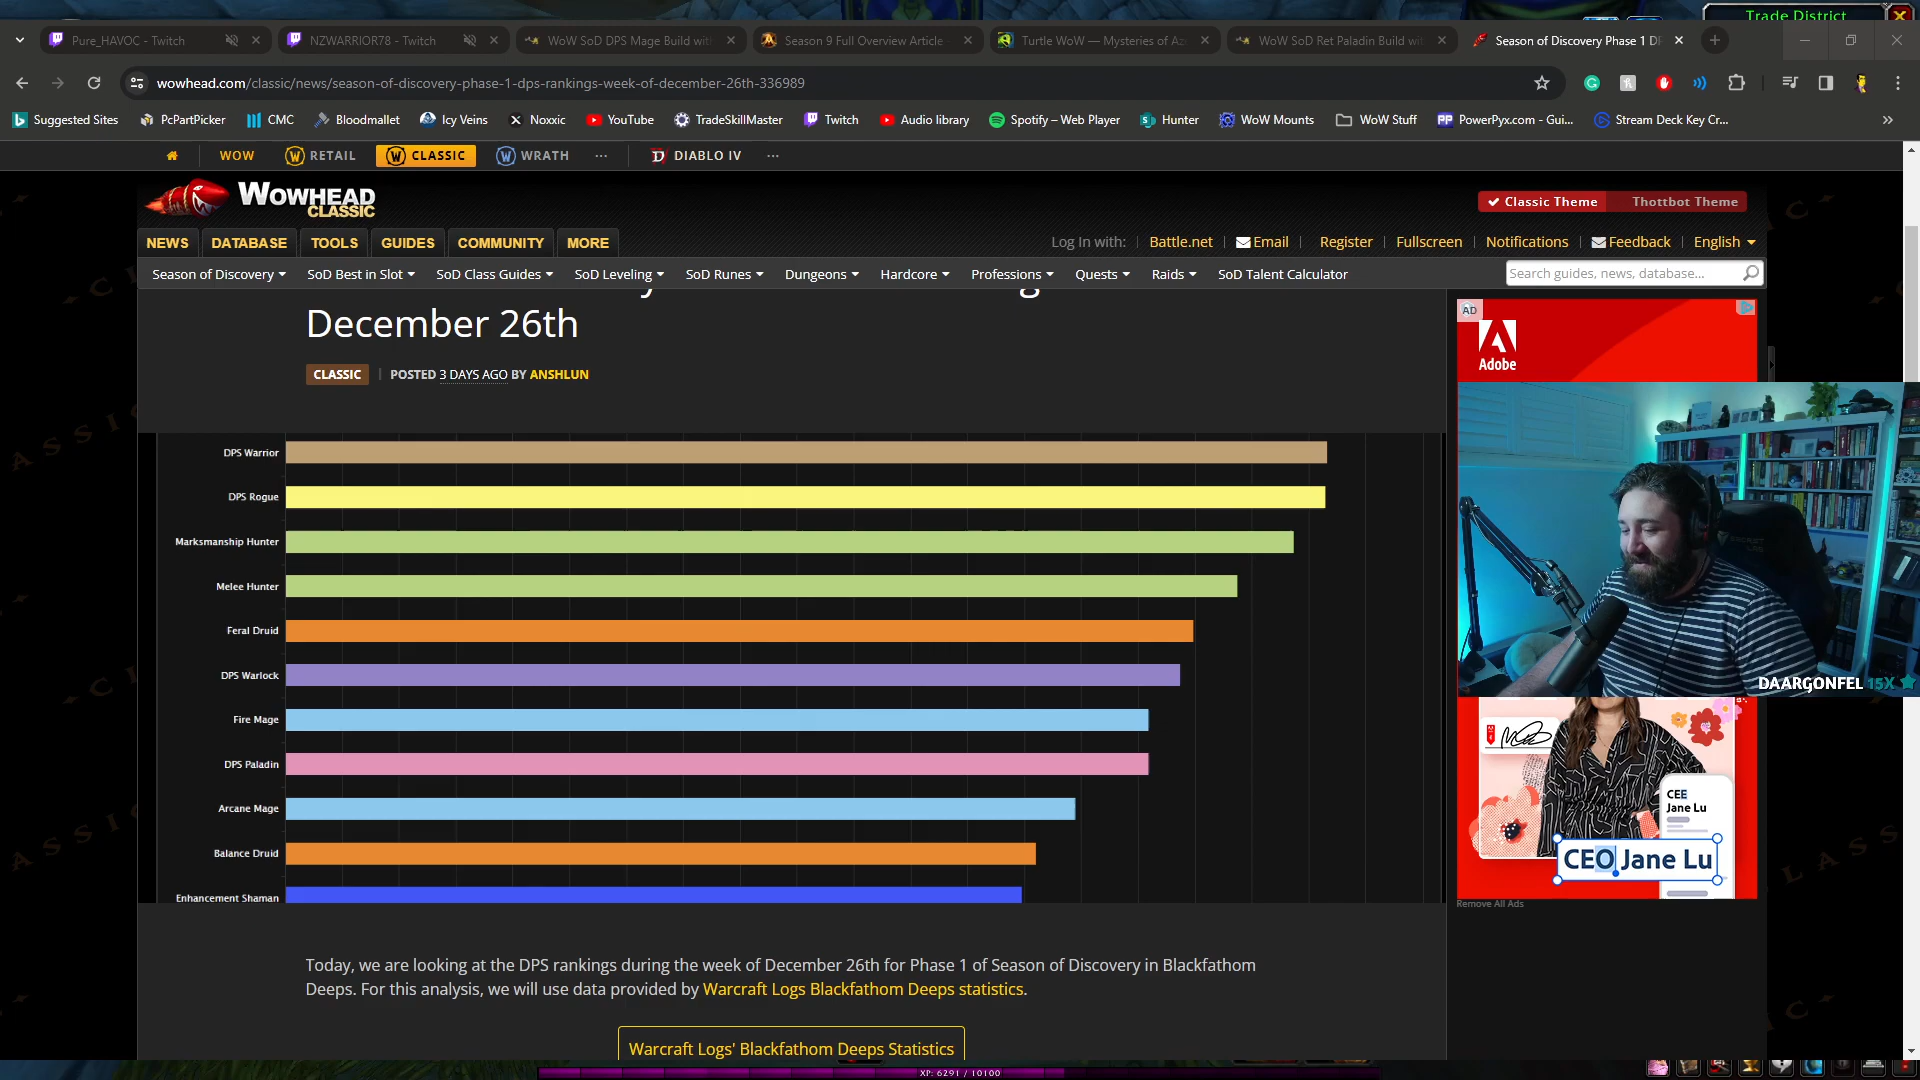 Trade District
Pure_HAVOC - Twitch
NZWARRIOR78 - Twitch
WoW SoD DPS Mage Build wit
Season 9 Full Overview Article
Turtle WoW — Mysteries of Az
WoW SoD Ret Paladin Build wi
Season of Discovery Phase 1 D
wowhead.com/classic/news/season-of-discovery-phase-1-dps-rankings-week-of-december-26th-336989
Suggested Sites
PcPartPicker
CMC
Bloodmallet
Icy Veins
Noxxic
YouTube
TradeSkillMaster
Twitch
Audio library
Spotify – Web Player
Hunter
WoW Mounts
WoW Stuff
PowerPyx.com - Gui...
Stream Deck Key Cr...
WOW
RETAIL
CLASSIC
WRATH
...
DIABLO IV
...
WOWHEAD
CLASSIC
Classic Theme
Thottbot Theme
NEWS
DATABASE
TOOLS
GUIDES
COMMUNITY
MORE
Log In with:
Battle.net
Email
Register
Fullscreen
Notifications
Feedback
English
Season of Discovery
SoD Best in Slot
SoD Class Guides
SoD Leveling
SoD Runes
Dungeons
Hardcore
Professions
Quests
Raids
SoD Talent Calculator
Search guides, news, database...
December 26th
CLASSIC
POSTED 3 DAYS AGO BY ANSHLUN
AD
Adobe
DPS Warrior
DPS Rogue
Marksmanship Hunter
Melee Hunter
Feral Druid
DPS Warlock
Fire Mage
DPS Paladin
Arcane Mage
Balance Druid
Enhancement Shaman
DAARGONFEL 15X
CEE
Jane Lu
CEO Jane Lu
Remove All Ads
Today, we are looking at the DPS rankings during the week of December 26th for Phase 1 of Season of Discovery in Blackfathom
Deeps. For this analysis, we will use data provided by Warcraft Logs Blackfathom Deeps statistics.
Warcraft Logs' Blackfathom Deeps Statistics
XP: 6291 / 10100